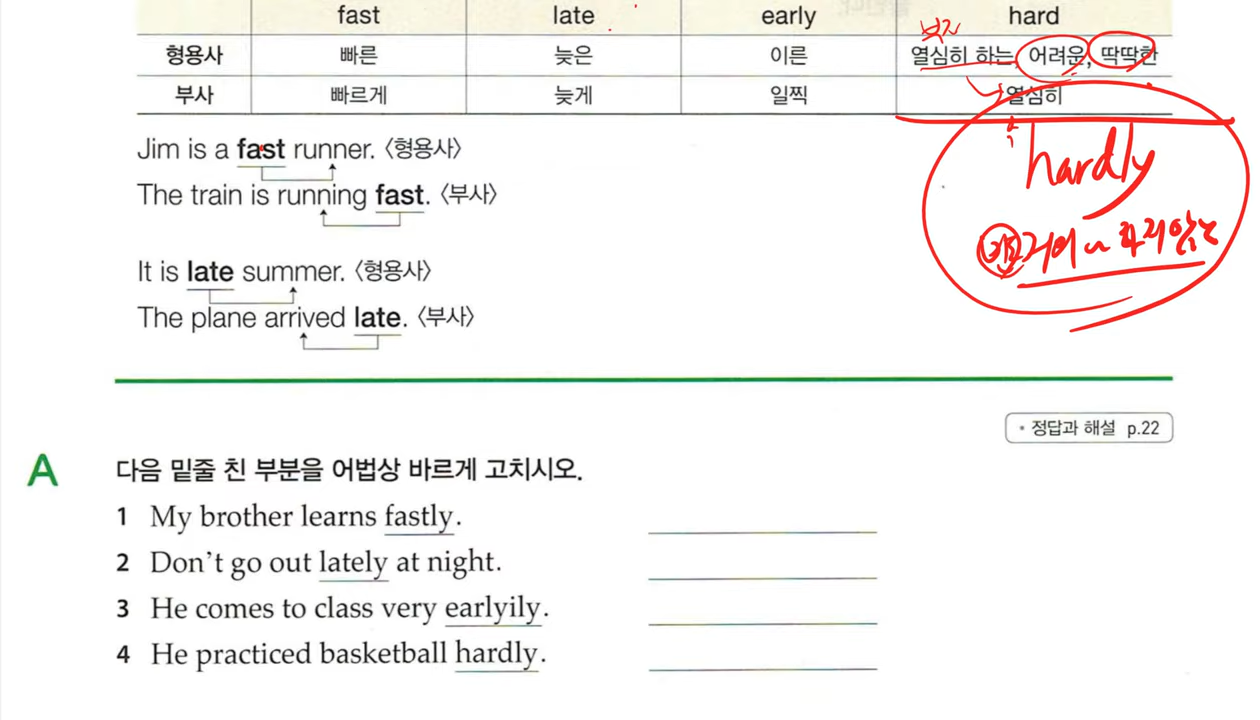 fast late early hard
형용사 빠른 늦은 이른 열심히 하는, 어려운, 딱딱한
부사 빠르게 늦게 일찍 열심히
Jim is a fast runner. 〈형용사〉
The train is running fast. 〈부사〉
hardly
거의 ~ 하지 않는
It is late summer. 〈형용사〉
The plane arrived late. 〈부사〉
• 정답과 해설 p.22
A 다음 밑줄 친 부분을 어법상 바르게 고치시오.
1 My brother learns fastly.
2 Don't go out lately at night.
3 He comes to class very earlyily.
4 He practiced basketball hardly.